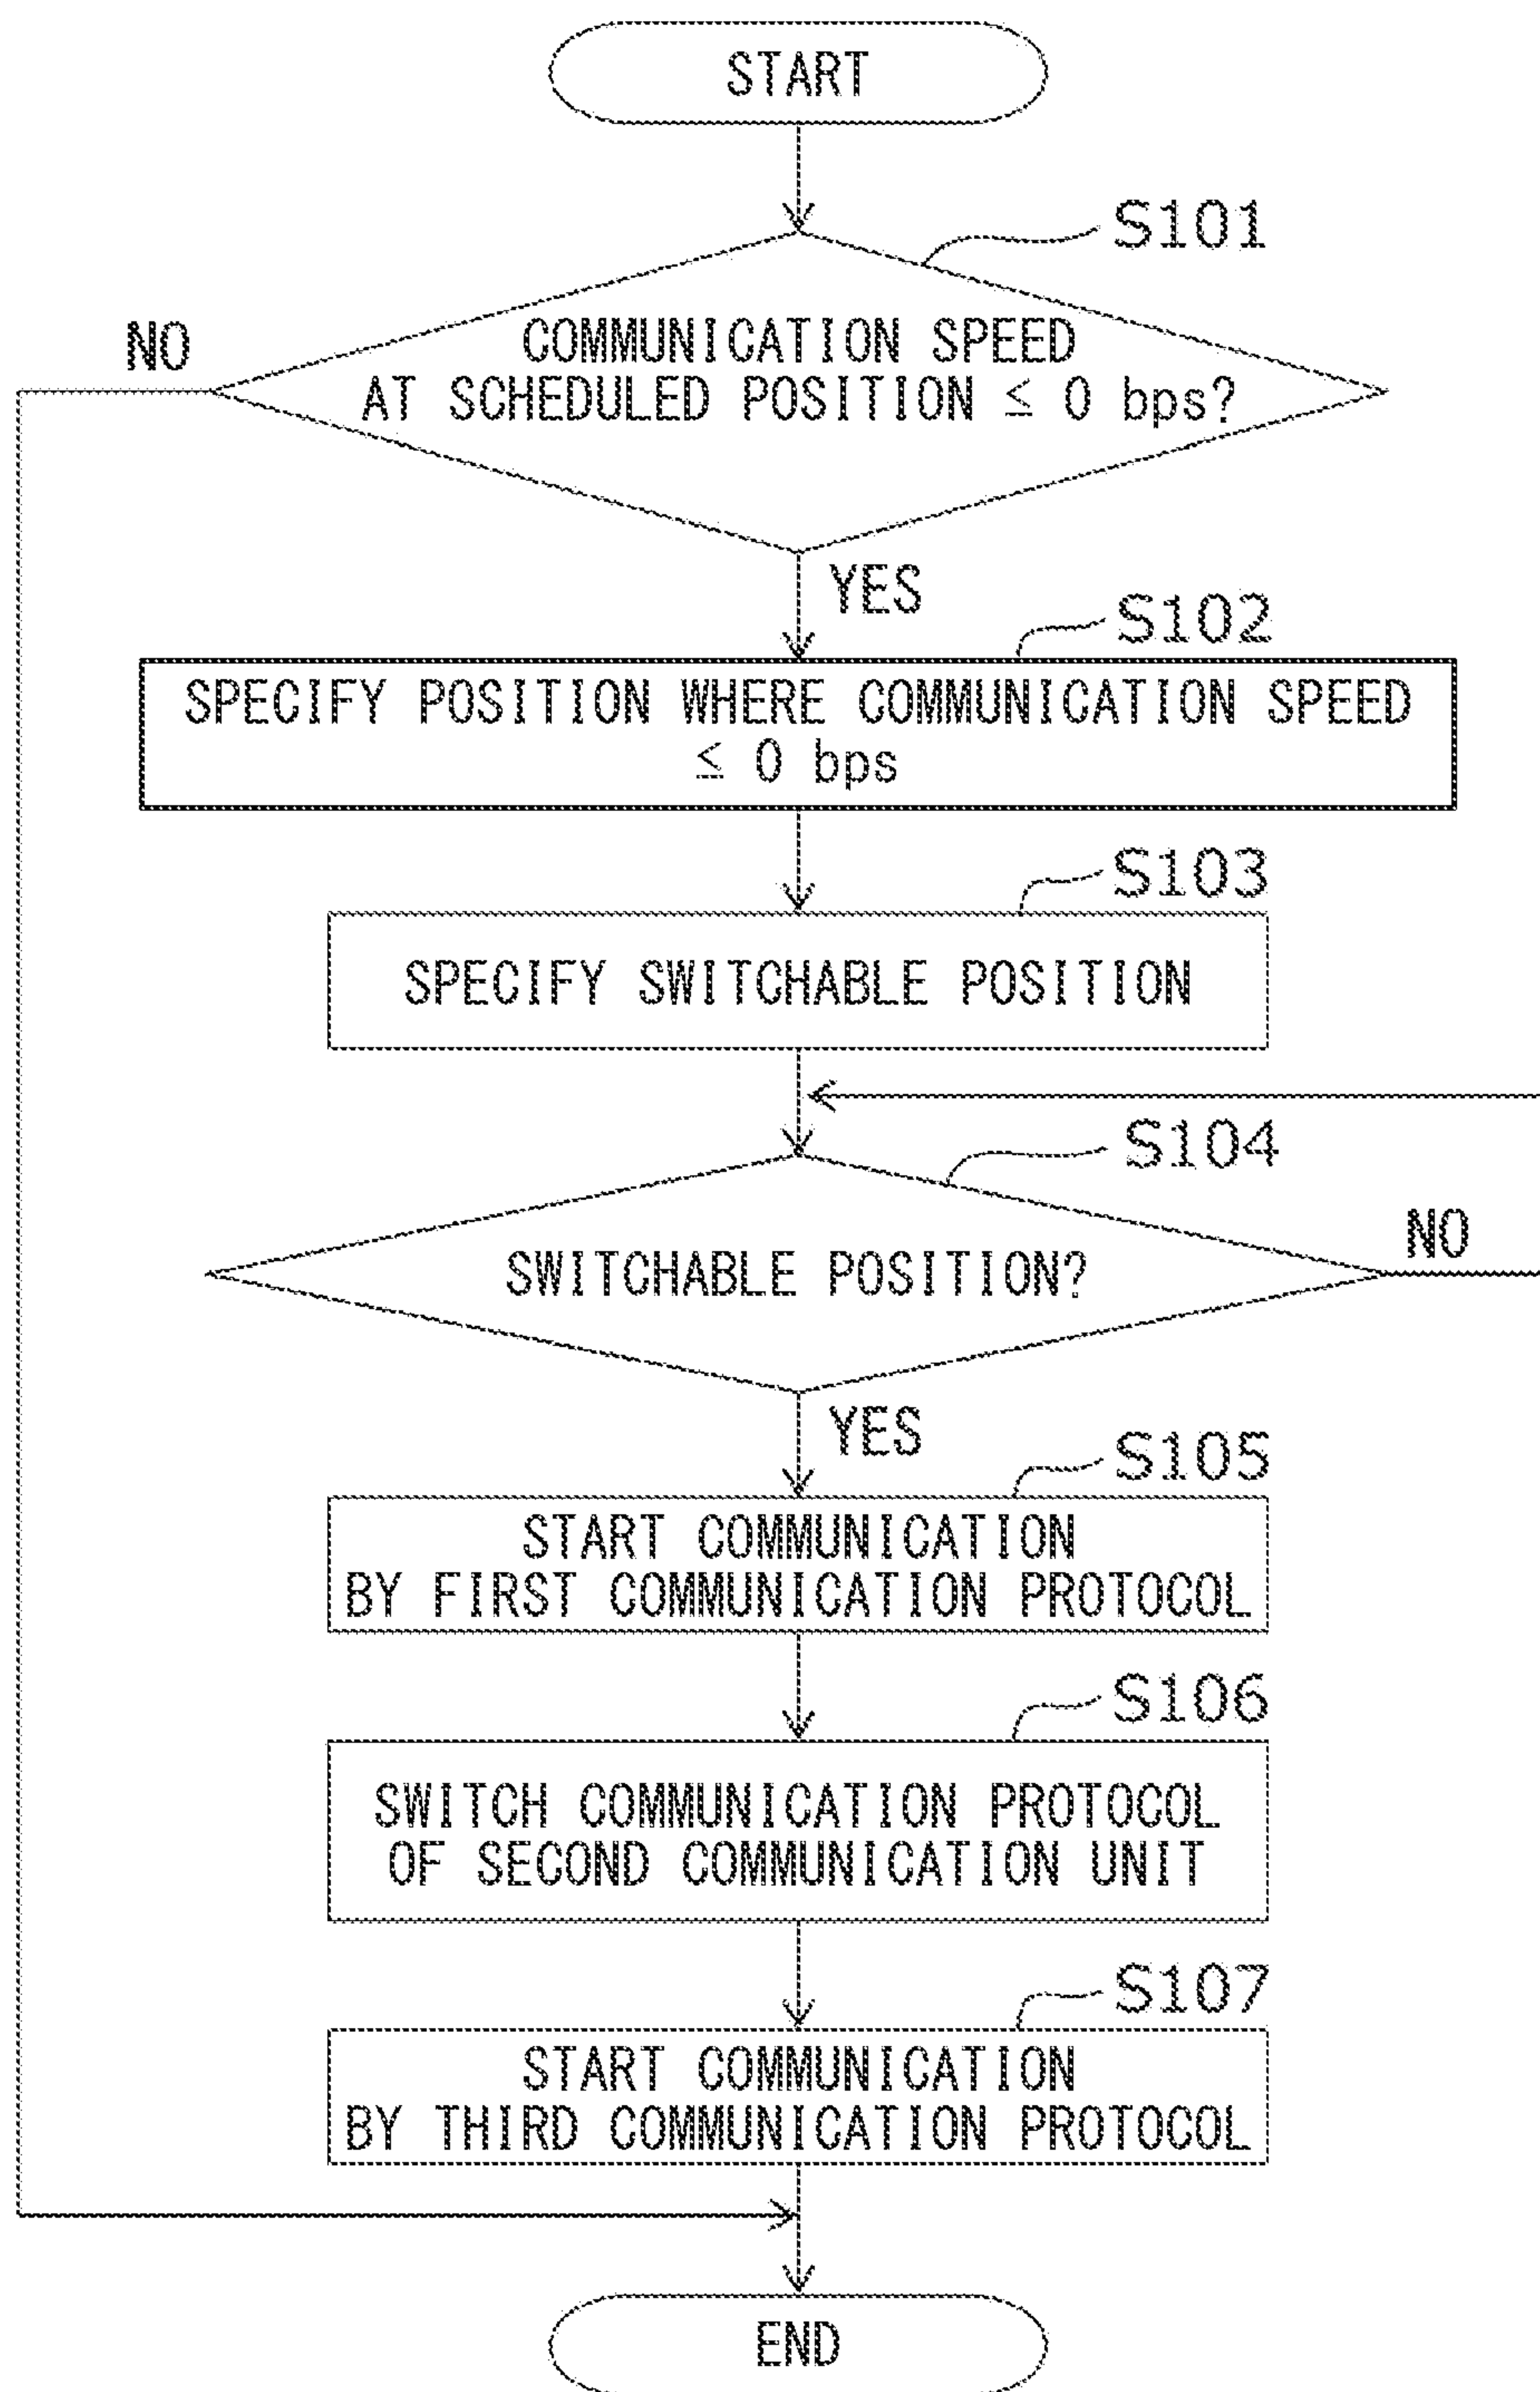 START
S101
NO
COMMUNICATION SPEED
AT SCHEDULED POSITION ≤ 0 bps?
YES
S102
SPECIFY POSITION WHERE COMMUNICATION SPEED
≤ 0 bps
S103
SPECIFY SWITCHABLE POSITION
S104
NO
SWITCHABLE POSITION?
YES
S105
START COMMUNICATION
BY FIRST COMMUNICATION PROTOCOL
S106
SWITCH COMMUNICATION PROTOCOL
OF SECOND COMMUNICATION UNIT
S107
START COMMUNICATION
BY THIRD COMMUNICATION PROTOCOL
END